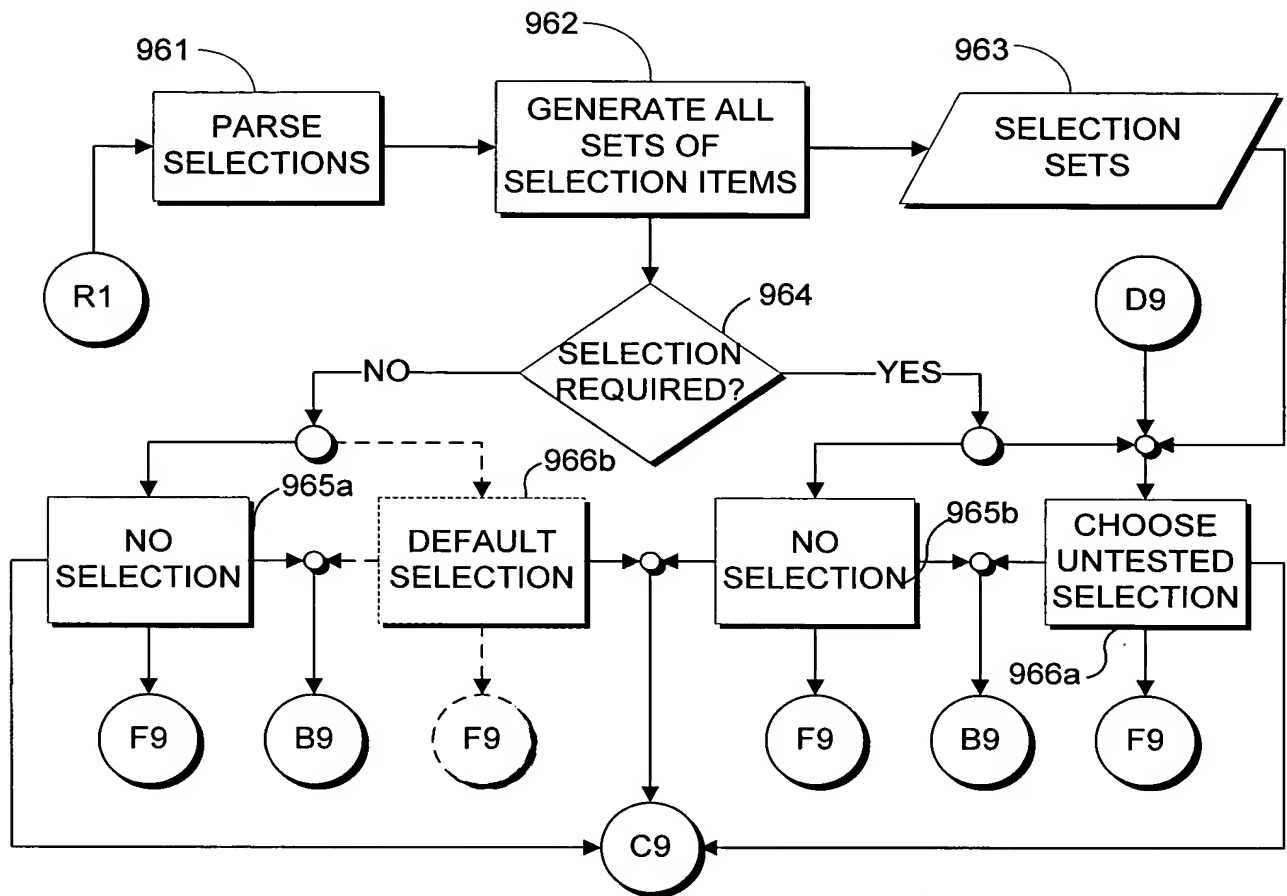 961
962
963
PARSE
SELECTIONS
GENERATE ALL
SETS OF
SELECTION ITEMS
SELECTION
SETS
R1
964
D9
SELECTION
REQUIRED?
NO
YES
965a
966b
NO
SELECTION
DEFAULT
SELECTION
NO
SELECTION
965b
CHOOSE
UNTESTED
SELECTION
966a
F9
B9
F9
F9
B9
F9
C9